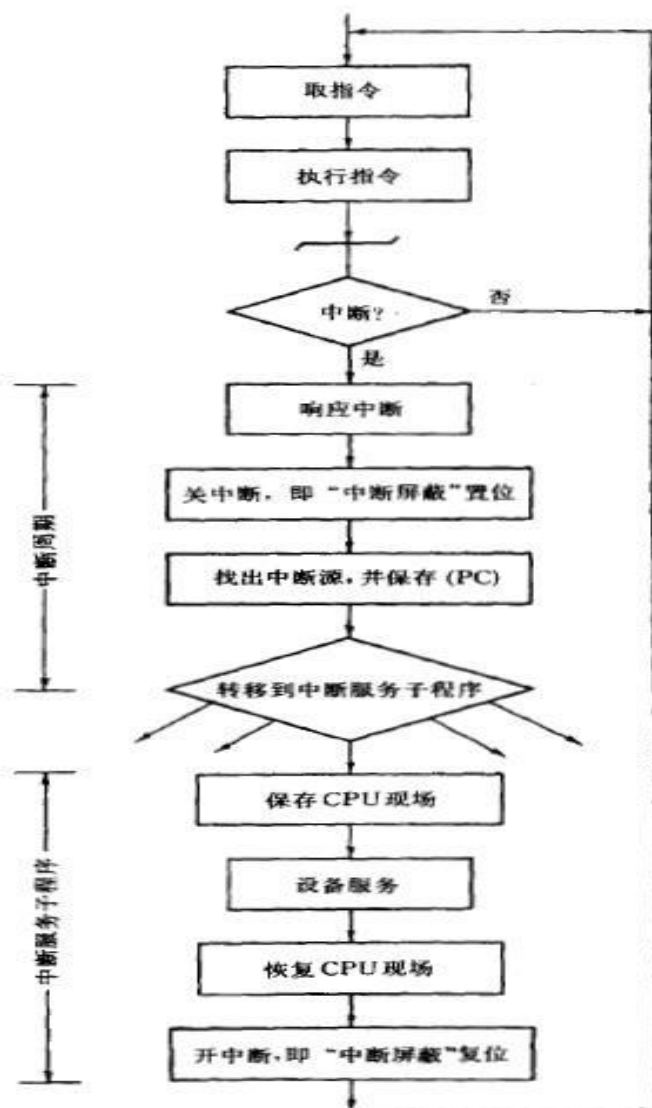 取指令
执行指令
中断?
否
是
响应中断
关中断，即“中断屏蔽”置位
找出中断源，并保存(PC)
中断周期
转移到中断服务子程序
保存CPU现场
设备服务
中断服务子程序
恢复CPU现场
开中断，即“中断屏蔽”复位